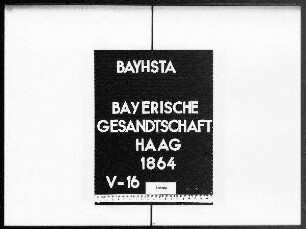 BAYHSTA
BAYERISCHE
GESANDTSCHAFT
HAAG
1864
V-16